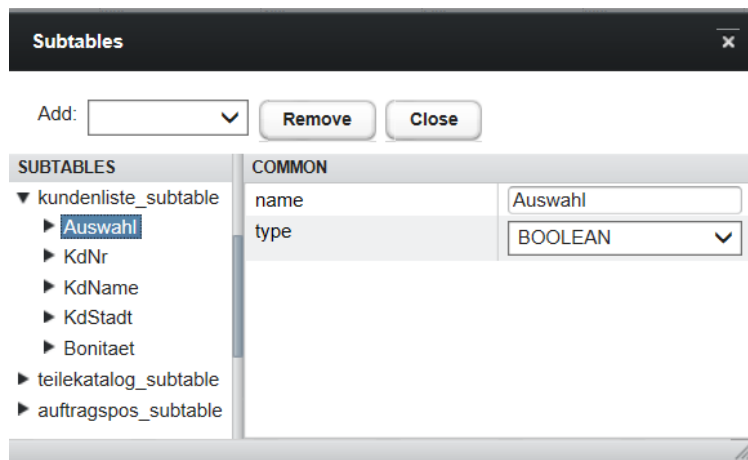 Subtables
Add:
Remove
Close
SUBTABLES
COMMON
kundenliste_subtable
name
Auswahl
Auswahl
type
BOOLEAN
KdNr
KdName
KdStadt
Bonitaet
teilekatalog_subtable
auftragspos_subtable